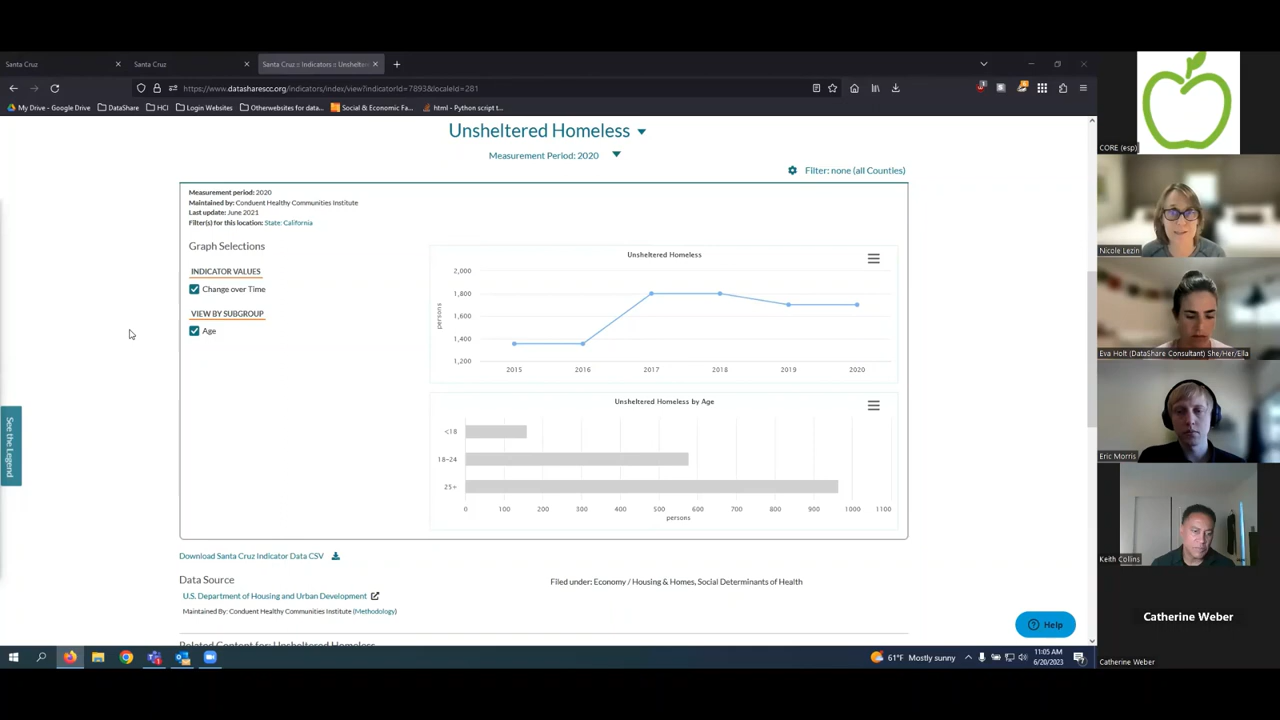 Santa Cruz
Santa Cruz
Santa Cruz :: Indicators :: Unshelter
https://www.datasharescc.org/indicators/index/view?indicatorId=7893&localeId=281
My Drive - Google Drive
DataShare
HCI
Login Websites
Otherwebsites for data...
Social & Economic Fa...
html - Python script t...
Unsheltered Homeless
Measurement Period: 2020
Filter: none (all Counties)
Measurement period: 2020
Maintained by: Conduent Healthy Communities Institute
Last update: June 2021
Filter(s) for this location: State: California
Graph Selections
INDICATOR VALUES
Change over Time
VIEW BY SUBGROUP
Age
Unsheltered Homeless
persons
2,000
1,800
1,600
1,400
1,200
2015 2016 2017 2018 2019 2020
Unsheltered Homeless by Age
<18
18-24
25+
0 100 200 300 400 500 600 700 800 900 1000 1100
persons
See the Legend
Download Santa Cruz Indicator Data CSV
Data Source
U.S. Department of Housing and Urban Development
Maintained By: Conduent Healthy Communities Institute (Methodology)
Filed under: Economy / Housing & Homes, Social Determinants of Health
Related Content for: Unsheltered Homeless
Help
61°F Mostly sunny
11:05 AM
6/20/2023
CORE (esp)
Nicole Lezin
Eva Holt (DataShare Consultant) She/Her/Ella
Eric Morris
Keith Collins
Catherine Weber
Catherine Weber